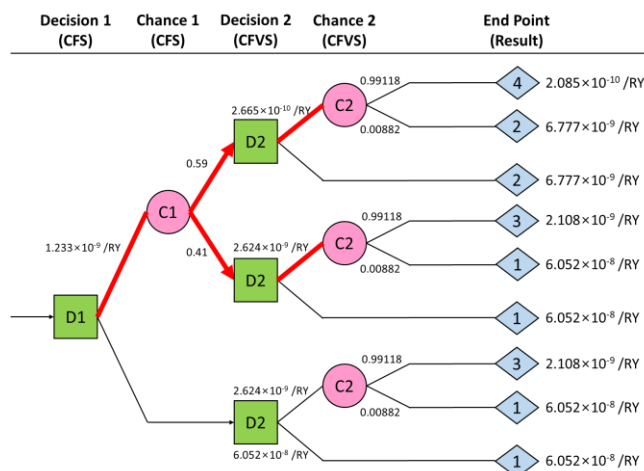 Decision 1 Chance 1 Decision 2 Chance 2 End Point
(CFS) (CFS) (CFVS) (CFVS) (Result)
0.99118
4 2.085×10⁻¹⁰ /RY
2.665×10⁻¹⁰ /RY
C2
0.00882
2 6.777×10⁻⁹ /RY
D2
0.59
2 6.777×10⁻⁹ /RY
C1
0.99118
3 2.108×10⁻⁹ /RY
1.233×10⁻⁹ /RY
0.41
2.624×10⁻⁹ /RY
C2
0.00882
1 6.052×10⁻⁸ /RY
D2
D1
1 6.052×10⁻⁸ /RY
0.99118
3 2.108×10⁻⁹ /RY
2.624×10⁻⁹ /RY
C2
0.00882
1 6.052×10⁻⁸ /RY
D2
6.052×10⁻⁸ /RY
1 6.052×10⁻⁸ /RY